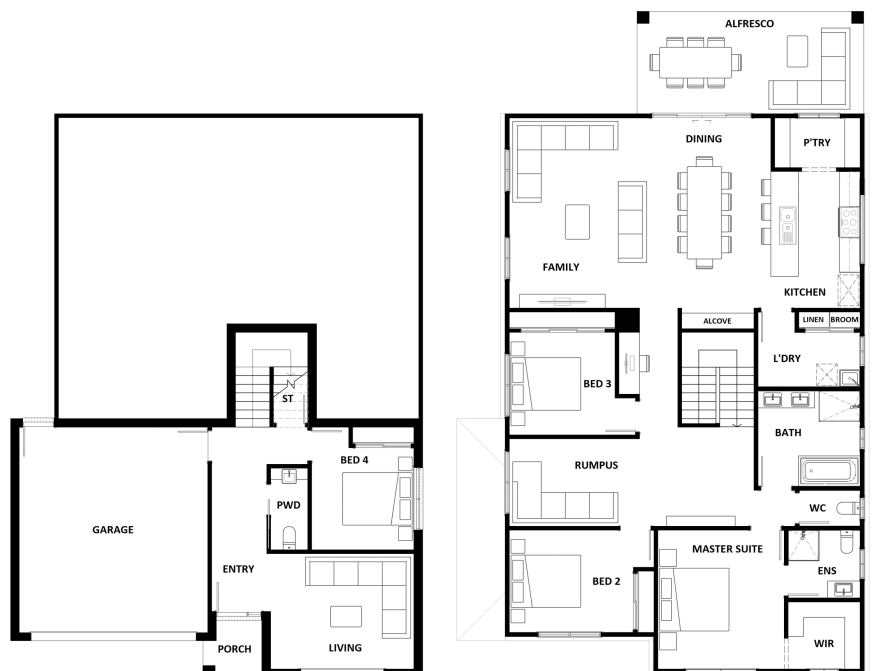 ALFRESCO
DINING
P'TRY
FAMILY
KITCHEN
ALCOVE
LINEN
BROOM
L'DRY
BED 3
BATH
RUMPUS
WC
MASTER SUITE
ENS
BED 2
WIR
ST
BED 4
PWD
GARAGE
ENTRY
PORCH
LIVING